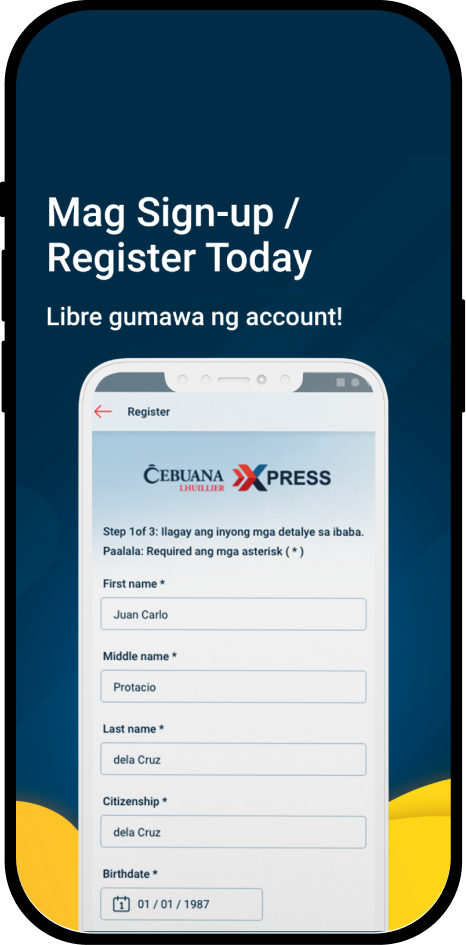 Mag Sign-up /
Register Today
Libre gumawa ng account!
Register
CEBUANA
LHUILLIER
XPRESS
Step 1of 3: Ilagay ang inyong mga detalye sa ibaba.
Paalala: Required ang mga asterisk ( * )
First name *
Juan Carlo
Middle name *
Protacio
Last name *
dela Cruz
Citizenship *
dela Cruz
Birthdate *
1
01 / 01 / 1987